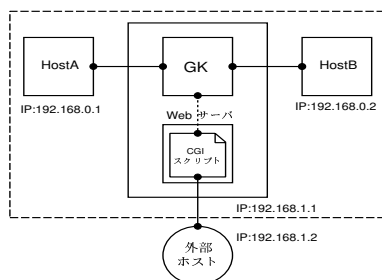 HostA
GK
HostB
IP:192.168.0.1
IP:192.168.0.2
Web サーバ
CGI
スクリプト
IP:192.168.1.1
IP:192.168.1.2
外部
ホスト